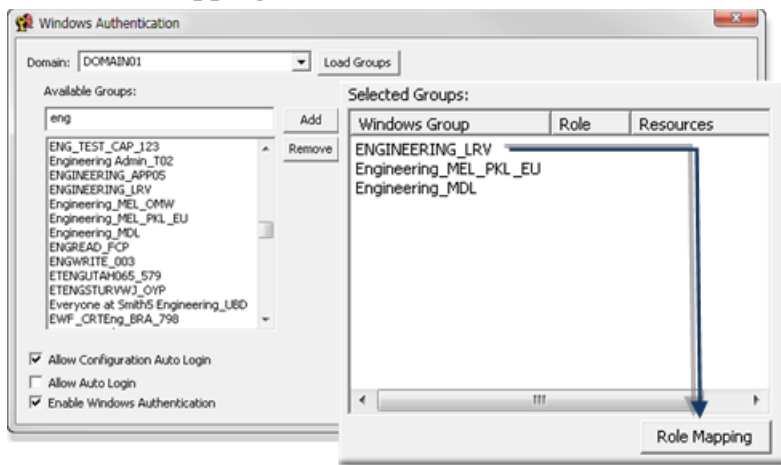 Windows Authentication
Domain: DOMAIN01 Load Groups
Available Groups:
eng
Add
Remove
ENG_TEST_CAP_123
Engineering Admin_T02
ENGINEERING_APP05
ENGINEERING_LRV
Engineering_MEL_OMW
Engineering_MEL_PKL_EU
Engineering_MDL
ENGREAD_FCP
ENGWRITE_003
ETENGUTAH065_579
ETENGSTURVWJ_OYP
Everyone at Smith5 Engineering_UBD
EWF_CRTEng_BRA_798
Allow Configuration Auto Login
Allow Auto Login
Enable Windows Authentication
Selected Groups:
Windows Group Role Resources
ENGINEERING_LRV
Engineering_MEL_PKL_EU
Engineering_MDL
Role Mapping